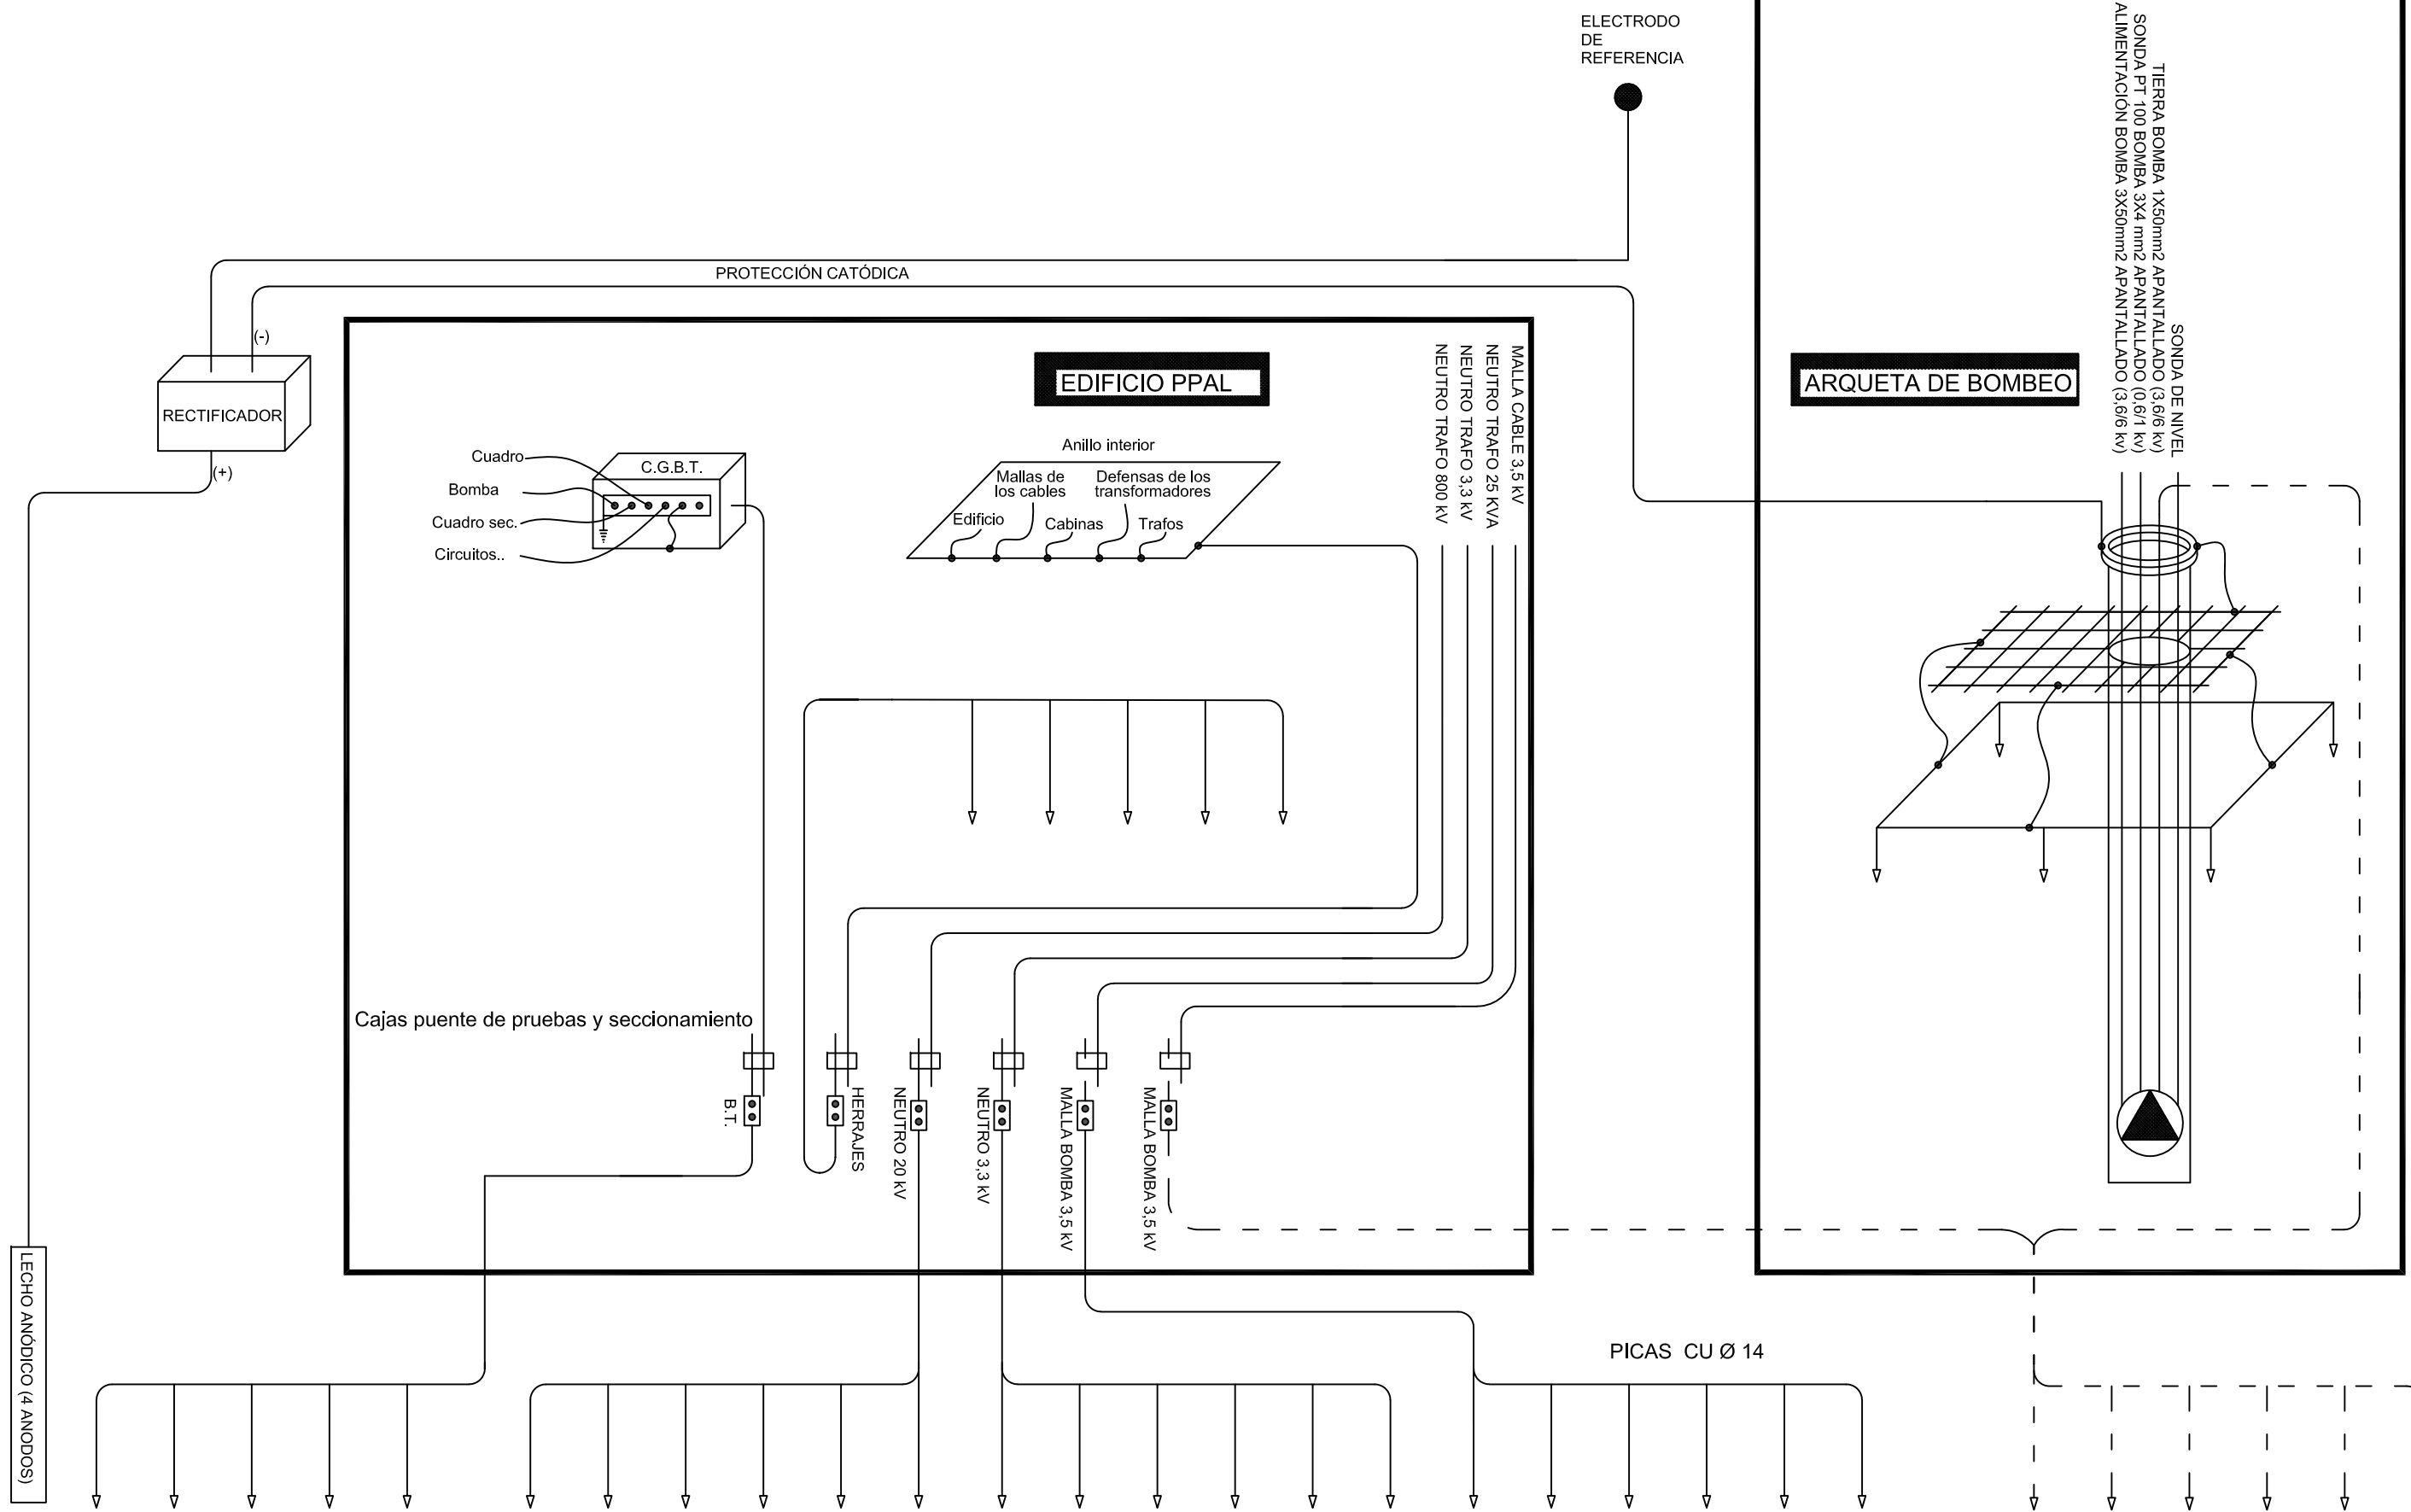 ELECTRODO
DE
REFERENCIA
SONDA DE NIVEL
TIERRA BOMBA 1X50mm2 APANTALLADO (3,6/6 kv)
SONDA PT 100 BOMBA 3X4 mm2 APANTALLADO (0,6/1 kv)
ALIMENTACIÓN BOMBA 3X50mm2 APANTALLADO (3,6/6 kv)
PROTECCIÓN CATÓDICA
(-)
RECTIFICADOR
(+)
EDIFICIO PPAL
ARQUETA DE BOMBEO
MALLA CABLE 3,5 kV
NEUTRO TRAFO 25 KVA
NEUTRO TRAFO 3,3 kV
NEUTRO TRAFO 800 kV
Cuadro
Bomba
Cuadro sec.
Circuitos..
C.G.B.T.
Anillo interior
Mallas de
los cables
Defensas de los
transformadores
Edificio
Cabinas
Trafos
Cajas puente de pruebas y seccionamiento
B.T.
HERRAJES
NEUTRO 20 kV
NEUTRO 3,3 kV
MALLA BOMBA 3,5 kV
MALLA BOMBA 3,5 kV
LECHO ANÓDICO (4 ANODOS)
PICAS CU Ø 14